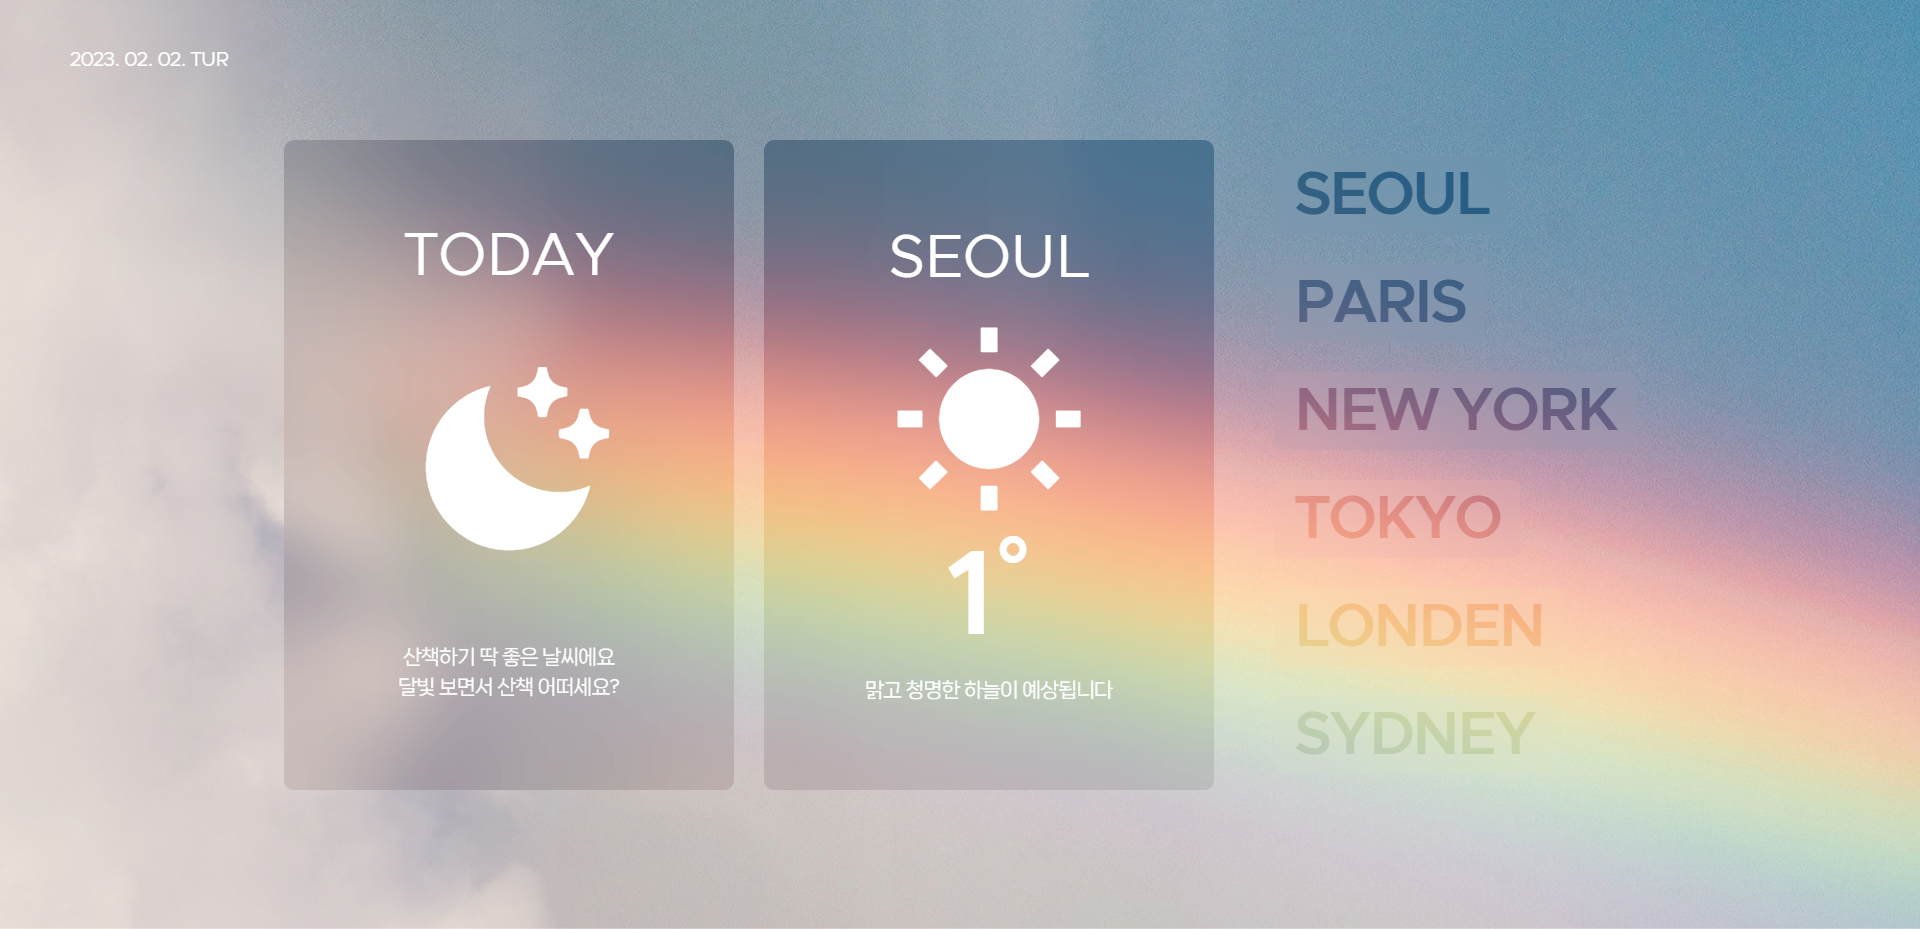 2023. 02. 02. TUR
TODAY
산책하기 딱 좋은 날씨에요
달빛 보면서 산책 어떠세요?
SEOUL
1°
맑고 청명한 하늘이 예상됩니다
SEOUL
PARIS
NEW YORK
TOKYO
LONDEN
SYDNEY